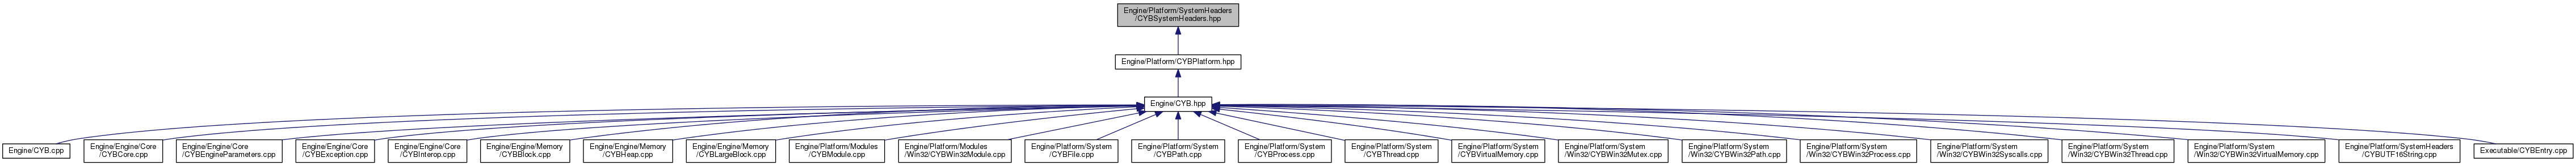 Engine/Platform/SystemHeaders
/CYBSystemHeaders.hpp
Engine/Platform/CYBPlatform.hpp
Engine/CYB.hpp
Engine/CYB.cpp
Engine/Engine/Core
/CYBCore.cpp
Engine/Engine/Core
/CYBEngineParameters.cpp
Engine/Engine/Core
/CYBException.cpp
Engine/Engine/Core
/CYBInterop.cpp
Engine/Engine/Memory
/CYBBlock.cpp
Engine/Engine/Memory
/CYBHeap.cpp
Engine/Engine/Memory
/CYBLargeBlock.cpp
Engine/Platform/Modules
/CYBModule.cpp
Engine/Platform/Modules
/Win32/CYBWin32Module.cpp
Engine/Platform/System
/CYBFile.cpp
Engine/Platform/System
/CYBPath.cpp
Engine/Platform/System
/CYBProcess.cpp
Engine/Platform/System
/CYBThread.cpp
Engine/Platform/System
/CYBVirtualMemory.cpp
Engine/Platform/System
/Win32/CYBWin32Mutex.cpp
Engine/Platform/System
/Win32/CYBWin32Path.cpp
Engine/Platform/System
/Win32/CYBWin32Process.cpp
Engine/Platform/System
/Win32/CYBWin32Syscalls.cpp
Engine/Platform/System
/Win32/CYBWin32Thread.cpp
Engine/Platform/System
/Win32/CYBWin32VirtualMemory.cpp
Engine/Platform/SystemHeaders
/CYBUTF16String.cpp
Executable/CYBEntry.cpp